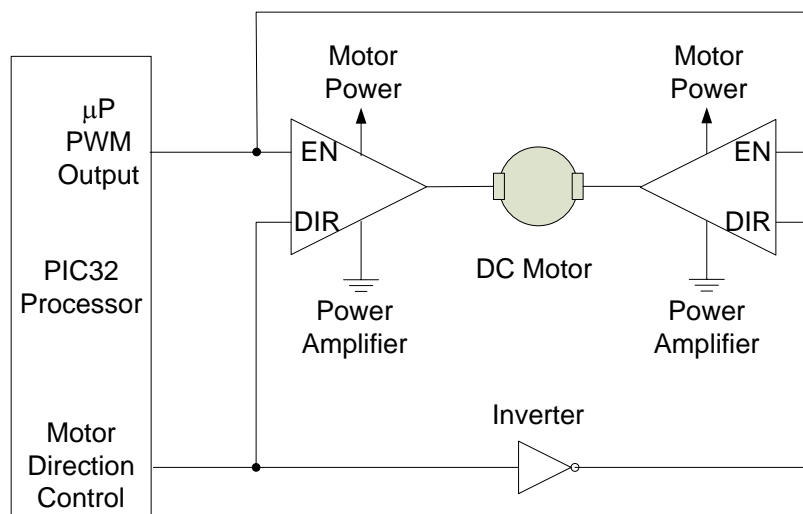 μP
PWM
Output
PIC32
Processor
Motor
Direction
Control
Motor
Power
EN
DIR
Power
Amplifier
DC Motor
Motor
Power
EN
DIR
Power
Amplifier
Inverter